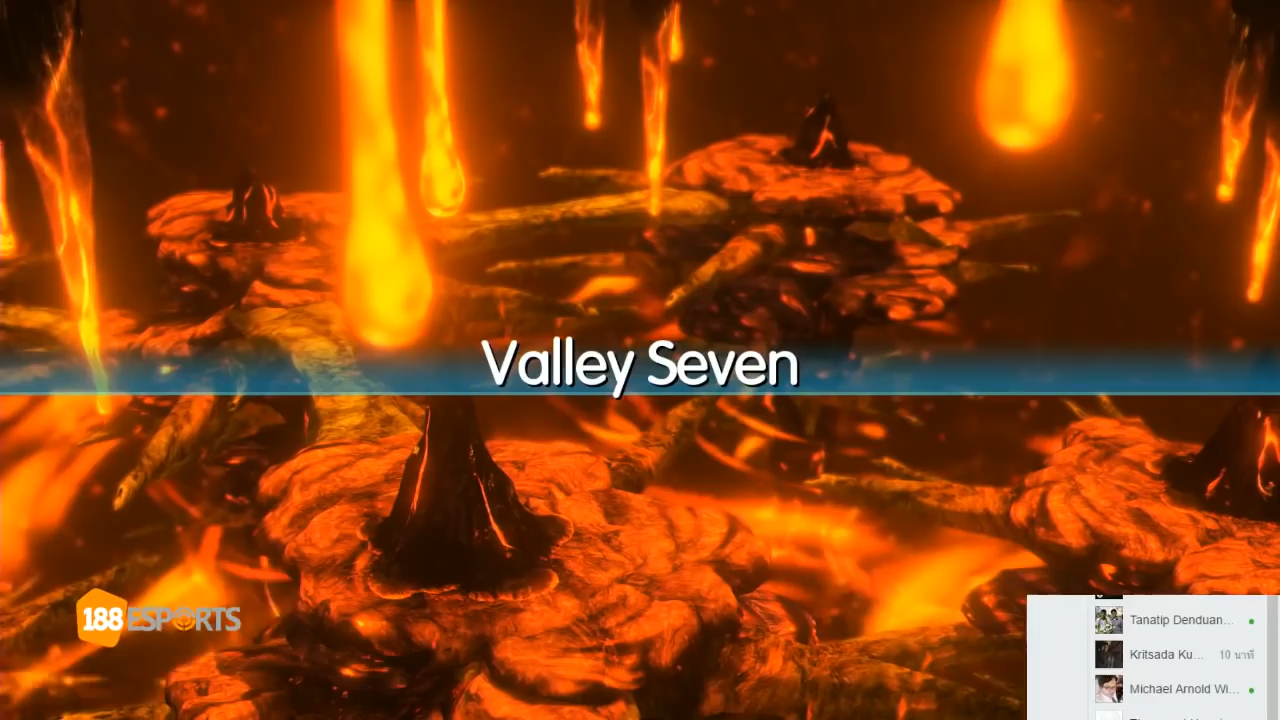 Valley Seven
188ESPORTS
Tanatip Denduan...
Kritsada Ku... 10 นาที
Michael Arnold Wi...